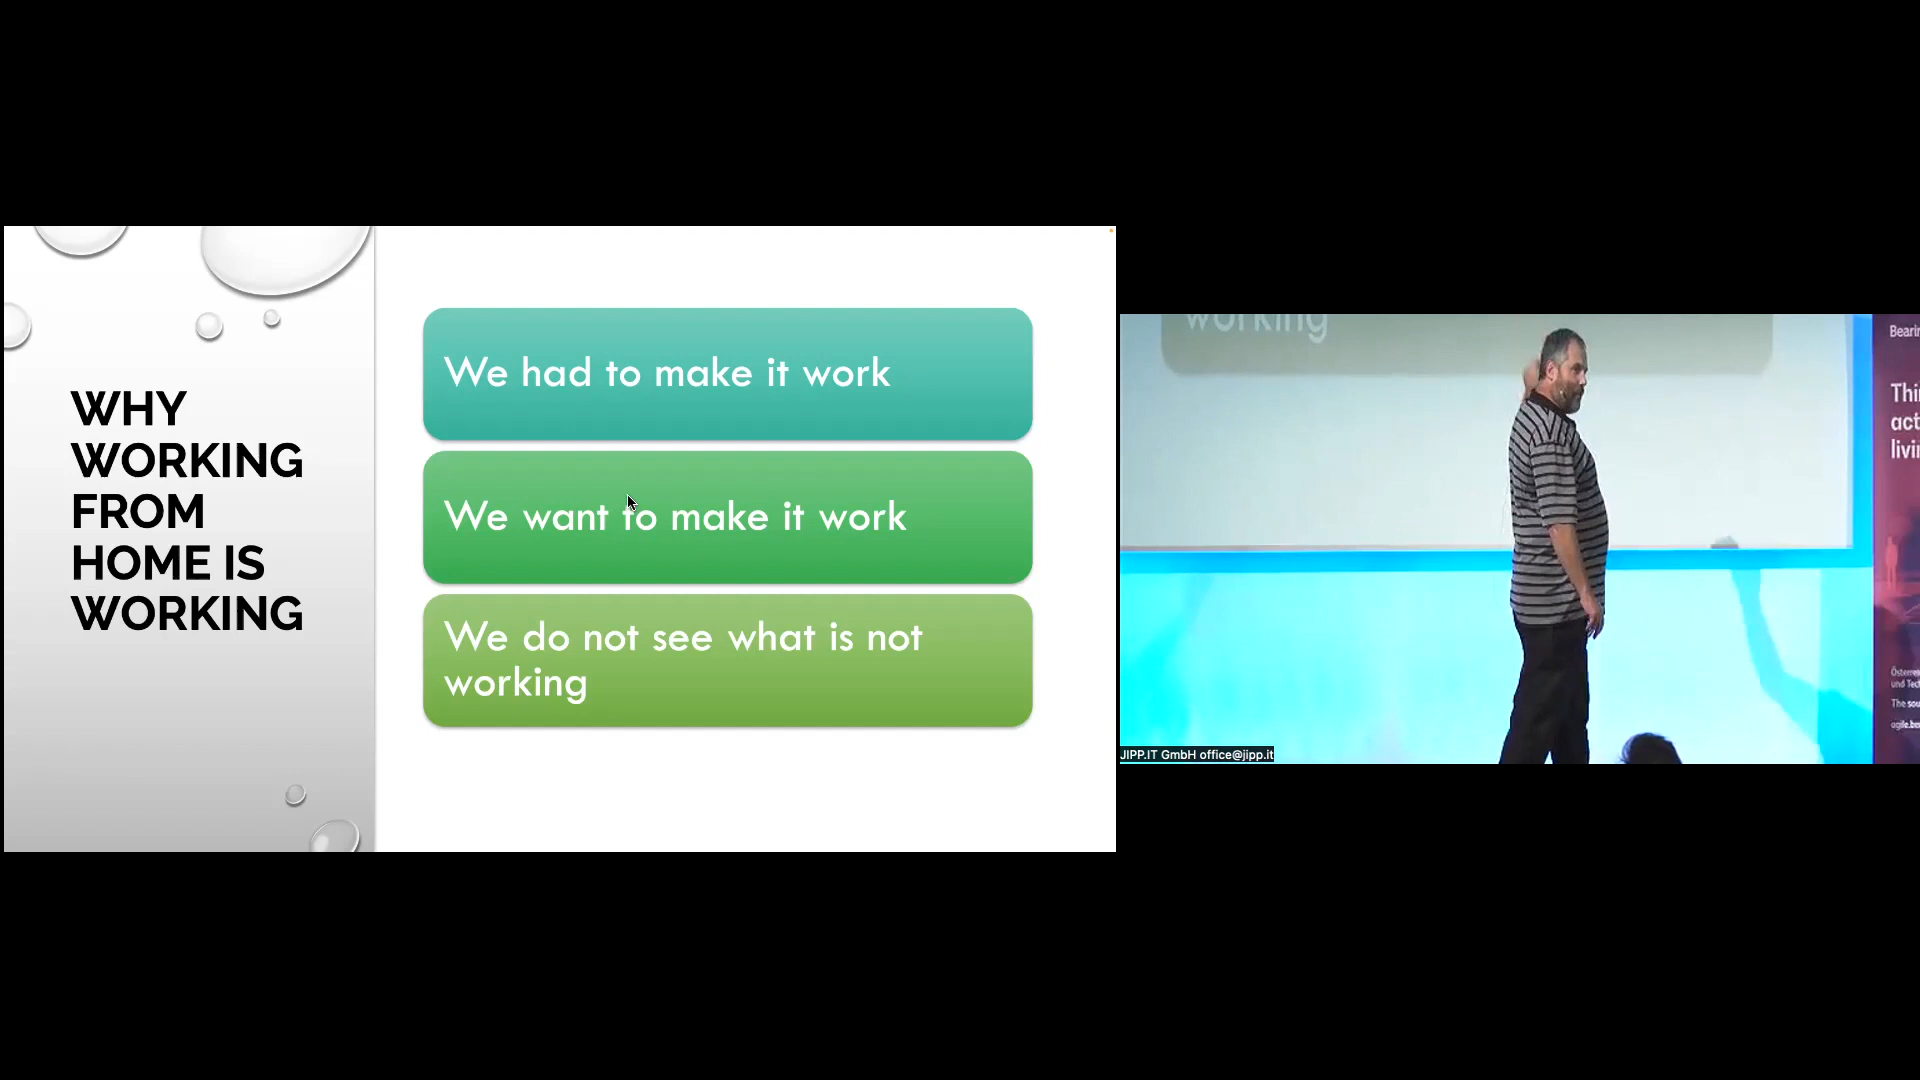 WHY
WORKING
FROM
HOME IS
WORKING
We had to make it work
We want to make it work
We do not see what is not
working
working
JIPP.IT GmbH office@jipp.it